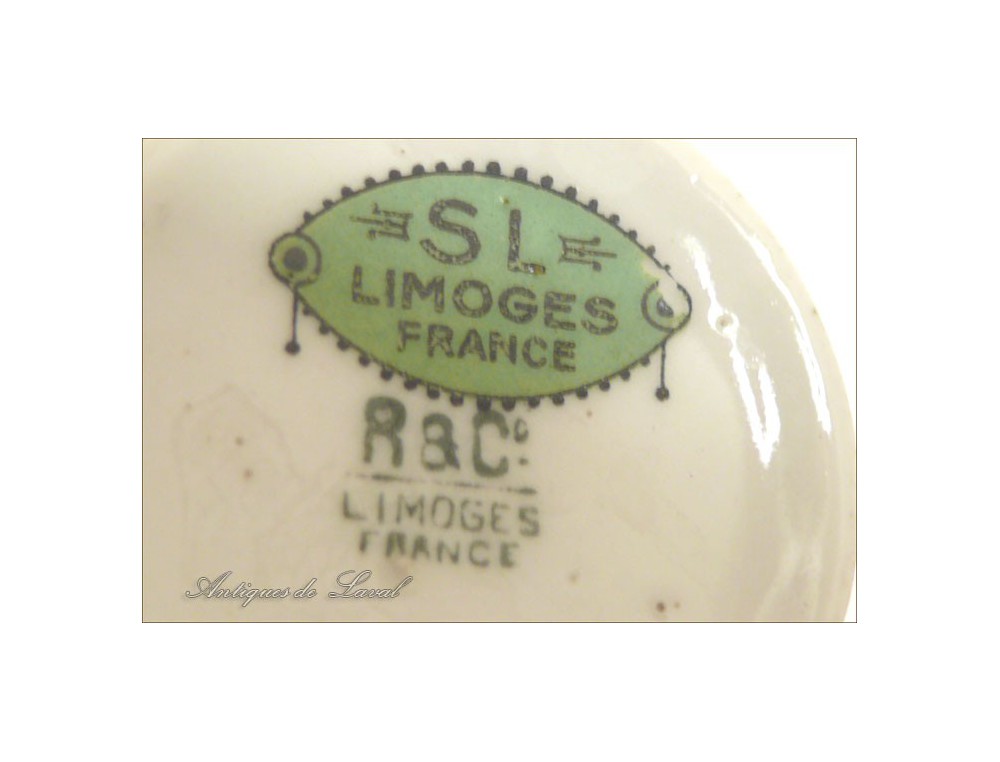 SL
LIMOGES
FRANCE
R & Co.
LIMOGES
FRANCE
Antiques de Laval